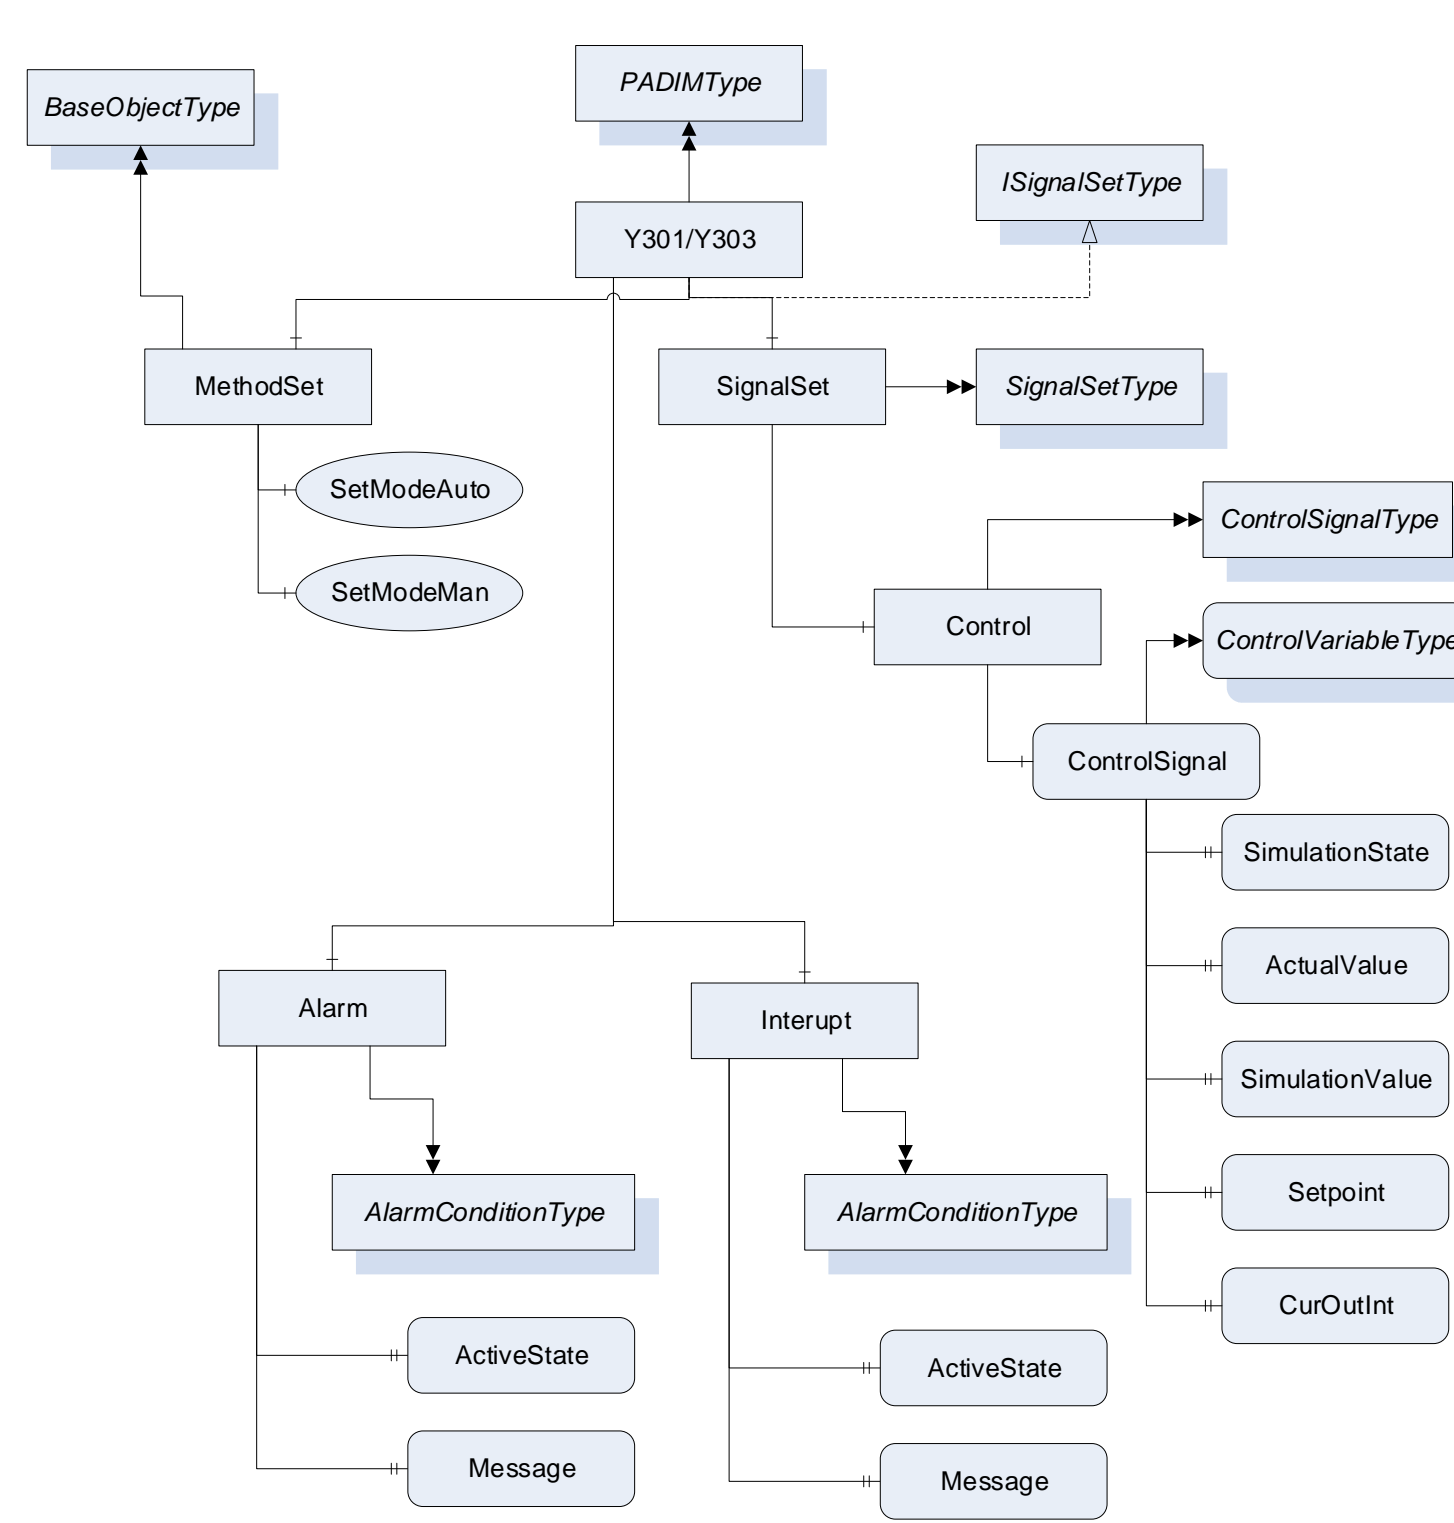 PADIMType
BaseObjectType
ISignalSetType
Y301/Y303
MethodSet
SignalSet
SignalSetType
SetModeAuto
SetModeMan
ControlSignalType
Control
ControlVariableType
ControlSignal
SimulationState
ActualValue
SimulationValue
Setpoint
CurOutInt
Alarm
Interupt
AlarmConditionType
AlarmConditionType
ActiveState
ActiveState
Message
Message